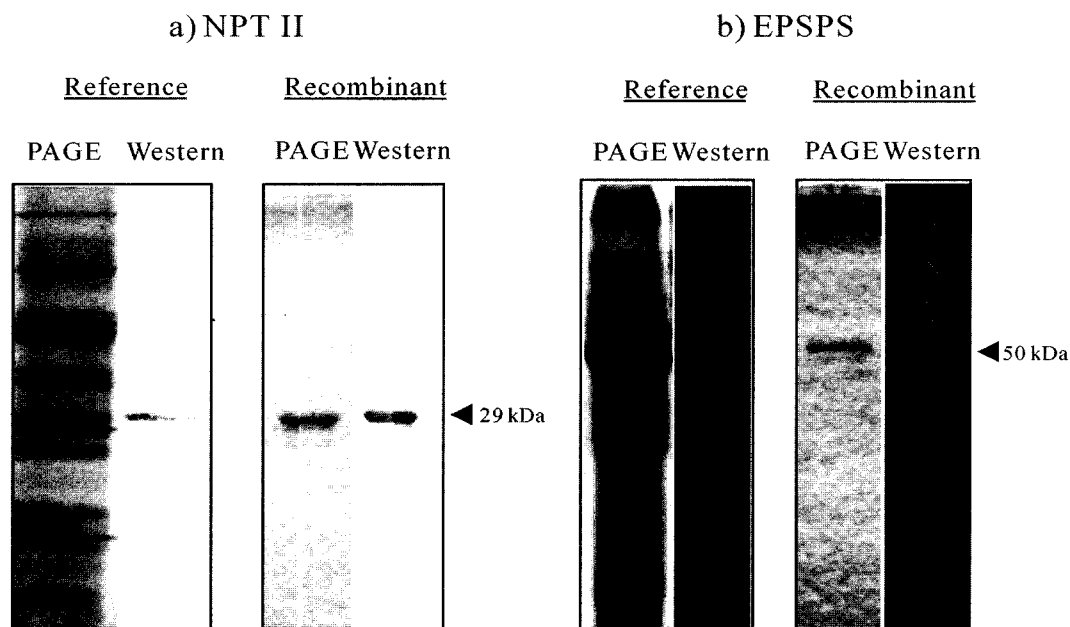 a) NPT II
b) EPSPS
Reference
Recombinant
Reference
Recombinant
PAGE
Western
PAGE
Western
PAGE
Western
PAGE
Western
29 kDa
50 kDa